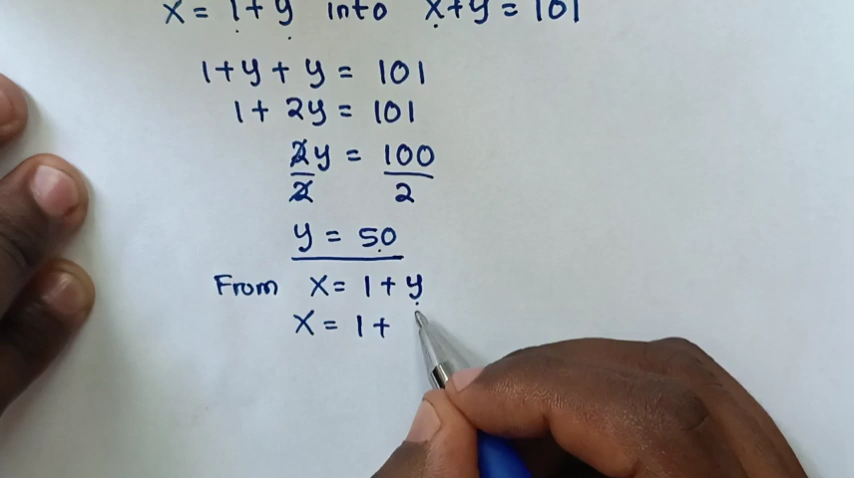 x = 1 + y into x + y = 101
1 + y + y = 101
1 + 2y = 101
2y = 100
2 2
y = 50
From x = 1 + y
x = 1 +